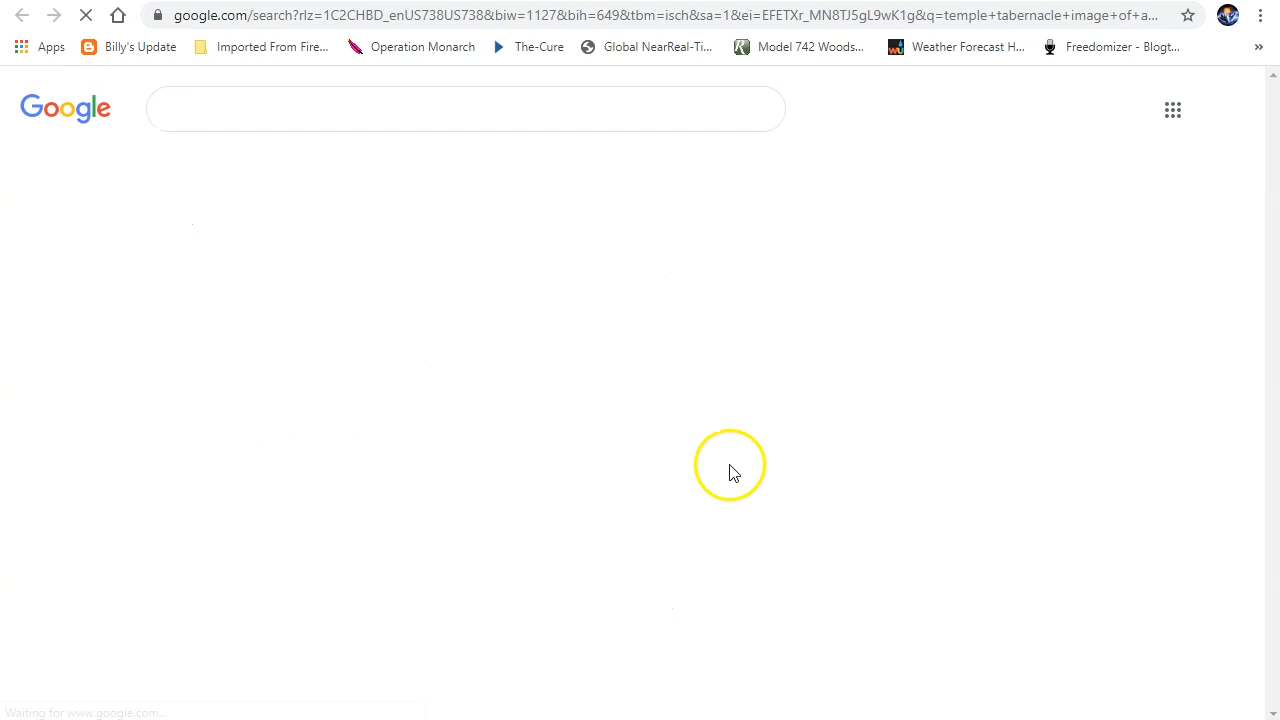 google.com/search?rlz=1C2CHBD_enUS738US738&biw=1127&bih=649&tbm=isch&sa=1&ei=EFETXr_MN8TJ5gL9wK1g&q=temple+tabernacle+image+of+a...
Apps Billy's Update Imported From Fire... Operation Monarch The-Cure Global NearReal-Ti... Model 742 Woods... Weather Forecast H... Freedomizer - Blogt... »
Google
Waiting for www.google.com...